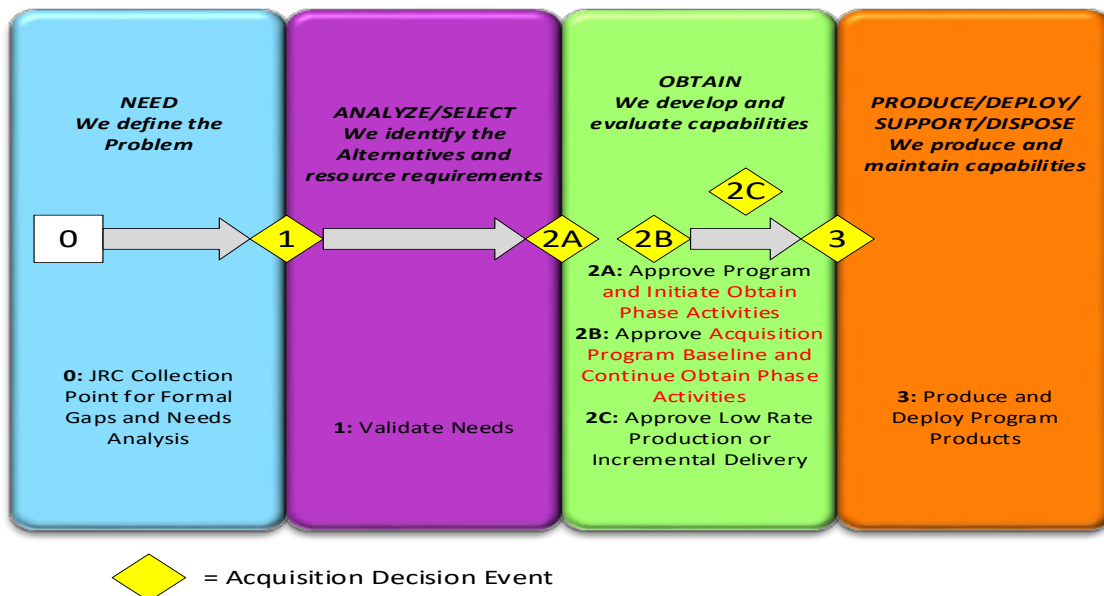 NEED
We define the
Problem
0
0: JRC Collection
Point for Formal
Gaps and Needs
Analysis
ANALYZE/SELECT
We identify the
Alternatives and
resource requirements
1
1: Validate Needs
OBTAIN
We develop and
evaluate capabilities
2C
2A
2B
2A: Approve Program
and Initiate Obtain
Phase Activities
2B: Approve Acquisition
Program Baseline and
Continue Obtain Phase
Activities
2C: Approve Low Rate
Production or
Incremental Delivery
PRODUCE/DEPLOY/
SUPPORT/DISPOSE
We produce and
maintain capabilities
3
3: Produce and
Deploy Program
Products
= Acquisition Decision Event